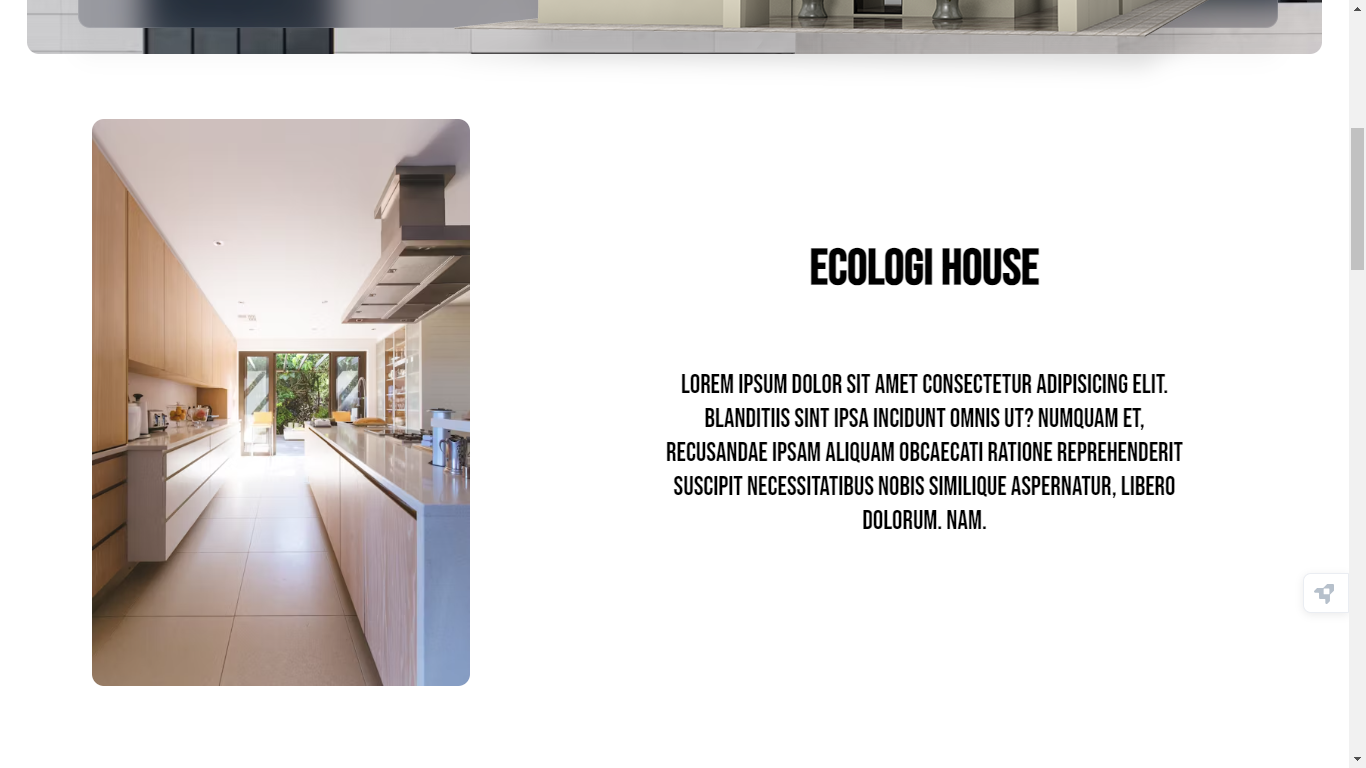 ECOLOGI HOUSE
LOREM IPSUM DOLOR SIT AMET CONSECTETUR ADIPISICING ELIT.
BLANDITIIS SINT IPSA INCIDUNT OMNIS UT? NUMQUAM ET,
RECUSANDAE IPSAM ALIQUAM OBCAECATI RATIONE REPREHENDERIT
SUSCIPIT NECESSITATIBUS NOBIS SIMILIQUE ASPERNATUR, LIBERO
DOLORUM. NAM.